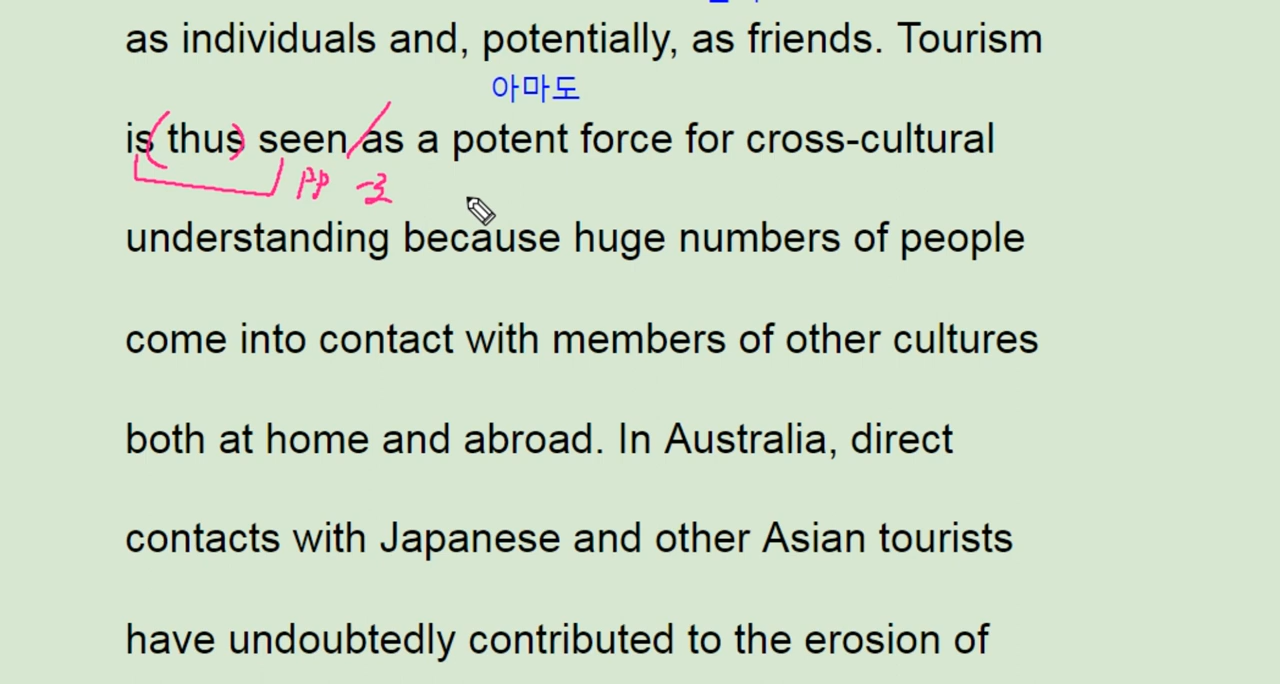 as individuals and, potentially, as friends. Tourism
아마도
is ( thus ) seen / as a potent force for cross-cultural
pp -로
understanding because huge numbers of people
come into contact with members of other cultures
both at home and abroad. In Australia, direct
contacts with Japanese and other Asian tourists
have undoubtedly contributed to the erosion of